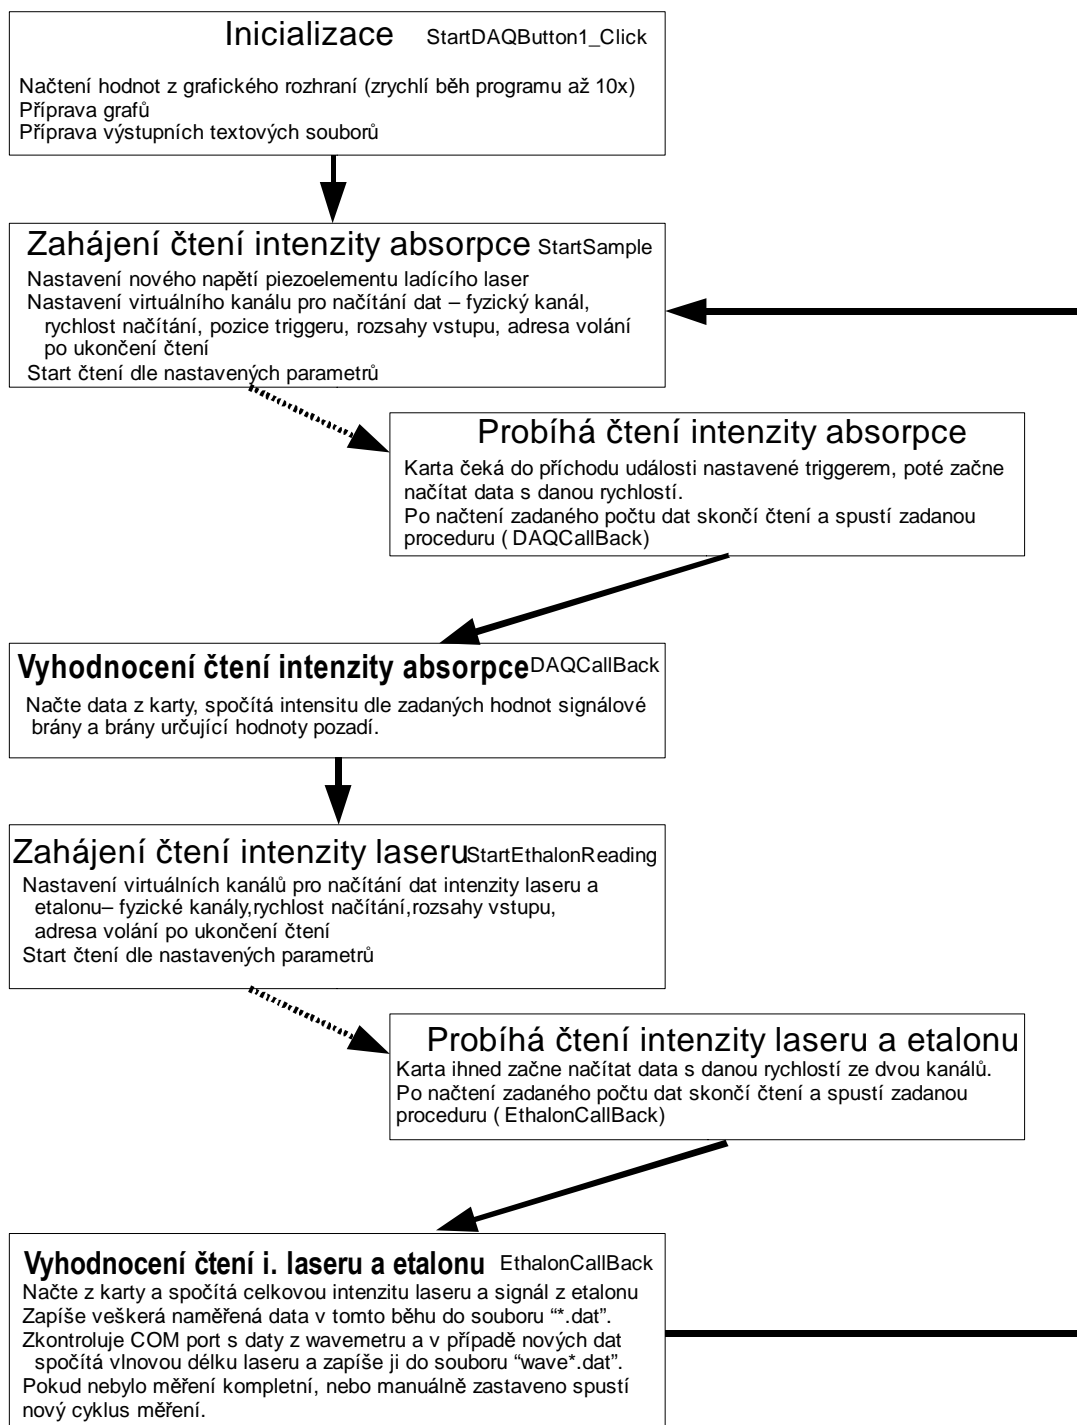 Inicializace StartDAQButton1_Click
Načtení hodnot z grafického rozhraní (zrychlí běh programu až 10x)
Příprava grafů
Příprava výstupních textových souborů
Zahájení čtení intenzity absorpce StartSample
Nastavení nového napětí piezoelementu ladícího laser
Nastavení virtuálního kanálu pro načítání dat – fyzický kanál,
rychlost načítání, pozice triggeru, rozsahy vstupu, adresa volání
po ukončení čtení
Start čtení dle nastavených parametrů
Probíhá čtení intenzity absorpce
Karta čeká do příchodu události nastavené triggerem, poté začne
načítat data s danou rychlostí.
Po načtení zadaného počtu dat skončí čtení a spustí zadanou
proceduru ( DAQCallBack)
Vyhodnocení čtení intenzity absorpce DAQCallBack
Načte data z karty, spočítá intensitu dle zadaných hodnot signálové
brány a brány určující hodnoty pozadí.
Zahájení čtení intenzity laseru StartEthalonReading
Nastavení virtuálních kanálů pro načítání dat intenzity laseru a
etalonu– fyzické kanály,rychlost načítání,rozsahy vstupu,
adresa volání po ukončení čtení
Start čtení dle nastavených parametrů
Probíhá čtení intenzity laseru a etalonu
Karta ihned začne načítat data s danou rychlostí ze dvou kanálů.
Po načtení zadaného počtu dat skončí čtení a spustí zadanou
proceduru ( EthalonCallBack)
Vyhodnocení čtení i. laseru a etalonu EthalonCallBack
Načte z karty a spočítá celkovou intenzitu laseru a signál z etalonu
Zapíše veškerá naměřená data v tomto běhu do souboru “*.dat”.
Zkontroluje COM port s daty z wavemetru a v případě nových dat
spočítá vlnovou délku laseru a zapíše ji do souboru “wave*.dat”.
Pokud nebylo měření kompletní, nebo manuálně zastaveno spustí
nový cyklus měření.